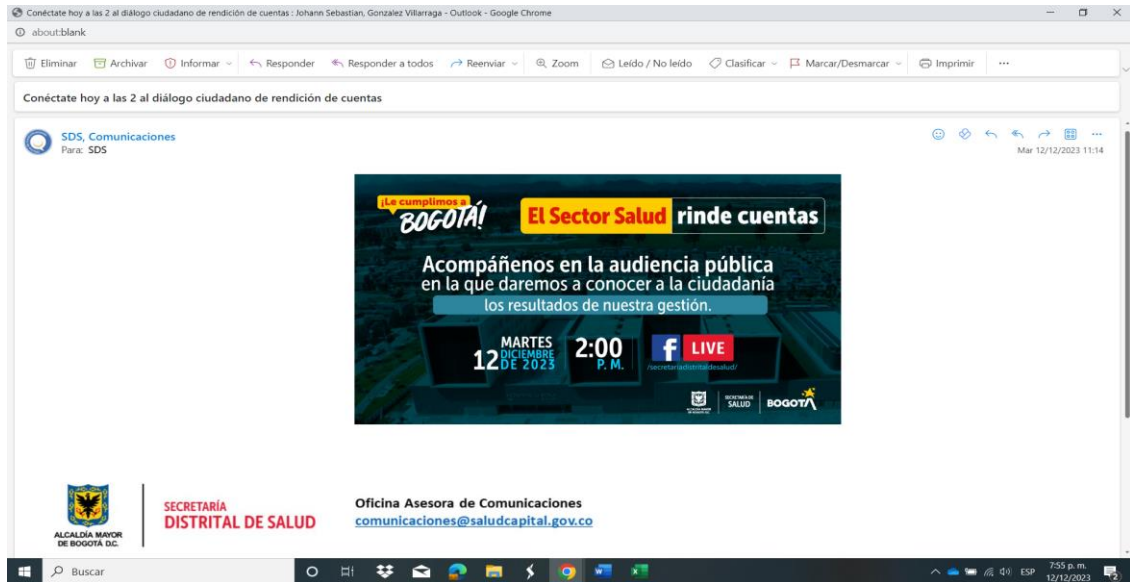 Conéctate hoy a las 2 al diálogo ciudadano de rendición de cuentas : Johann Sebastian, Gonzalez Villarraga - Outlook - Google Chrome
about:blank
Eliminar Archivar Informar Responder Responder a todos Reenviar Zoom Leído / No leído Clasificar Marcar/Desmarcar Imprimir ...
Conéctate hoy a las 2 al diálogo ciudadano de rendición de cuentas
SDS, Comunicaciones
Para: SDS
Mar 12/12/2023 11:14
¡Le cumplimos a
BOGOTÁ!
El Sector Salud rinde cuentas
Acompáñenos en la audiencia pública
en la que daremos a conocer a la ciudadanía
los resultados de nuestra gestión.
12 MARTES
DICIEMBRE
DE 2023
2:00
P. M.
f LIVE
/secretariadistritaldesalud/
SECRETARÍA DE
SALUD
BOGOTÁ
ALCALDÍA MAYOR
DE BOGOTÁ D.C.
SECRETARÍA
DISTRITAL DE SALUD
Oficina Asesora de Comunicaciones
comunicaciones@saludcapital.gov.co
Buscar
ESP
7:55 p. m.
12/12/2023
2